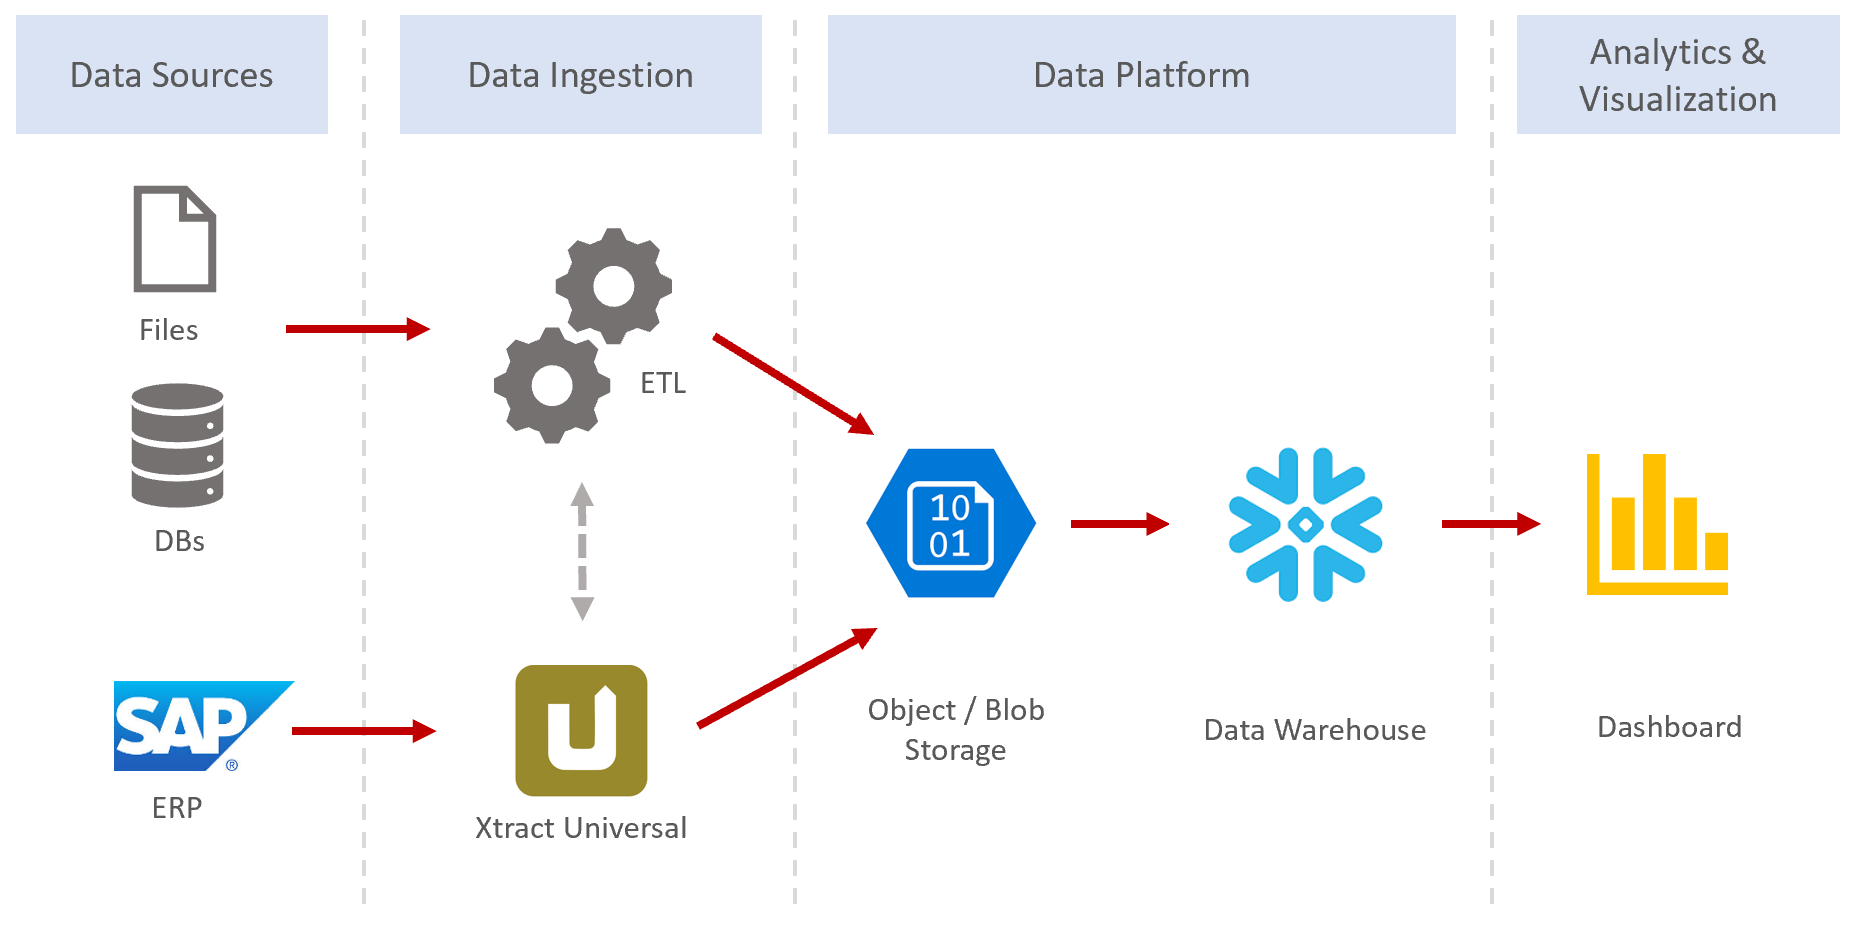 Data Sources
Data Ingestion
Data Platform
Analytics &
Visualization
Files
ETL
DBs
10
01
SAP
®
ERP
Xtract Universal
Object / Blob
Storage
Data Warehouse
Dashboard